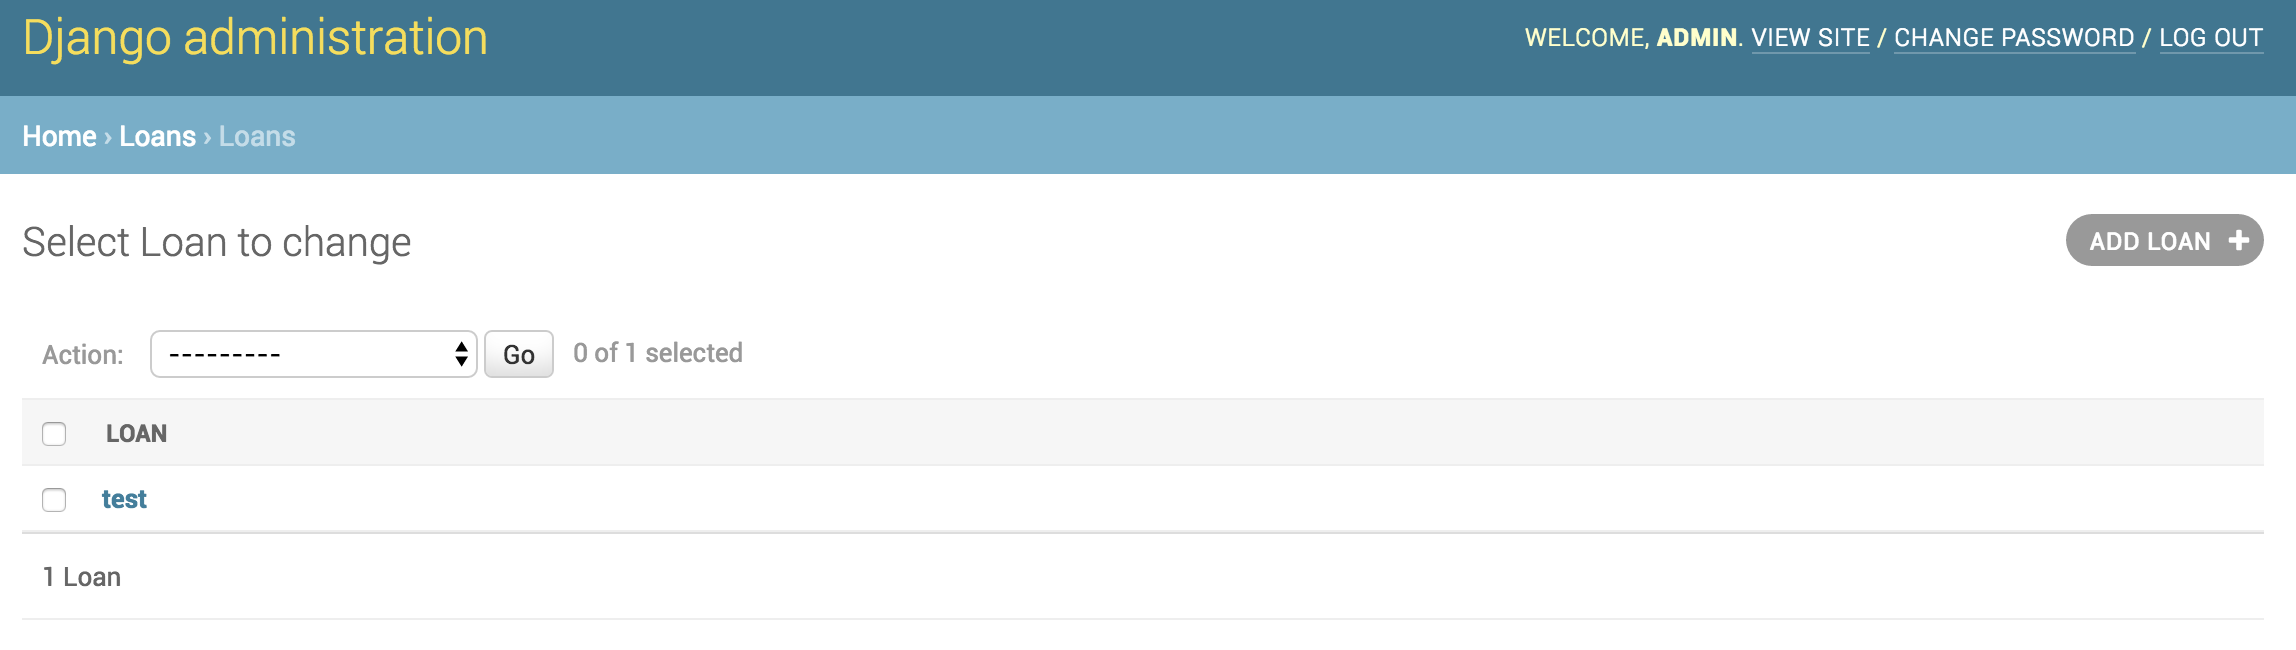 Django administration
WELCOME, ADMIN. VIEW SITE / CHANGE PASSWORD / LOG OUT
Home › Loans › Loans
Select Loan to change
ADD LOAN +
Action: --------- Go 0 of 1 selected
LOAN
test
1 Loan